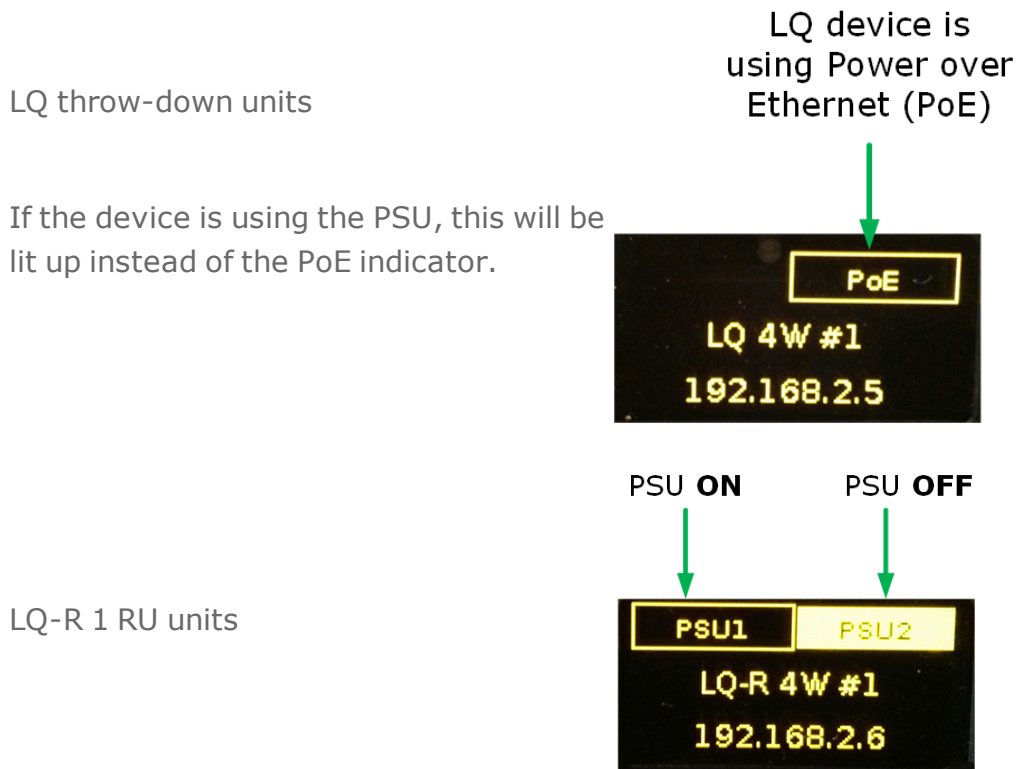 LQ device is
using Power over
Ethernet (PoE)
LQ throw-down units
If the device is using the PSU, this will be
lit up instead of the PoE indicator.
PoE
LQ 4W #1
192.168.2.5
PSU ON
PSU OFF
LQ-R 1 RU units
PSU1
PSU2
LQ-R 4W #1
192.168.2.6